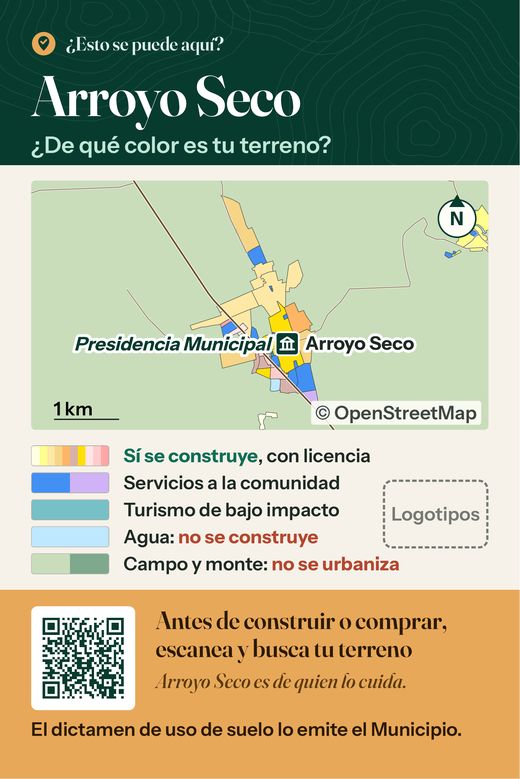 ¿Esto se puede aquí?
Arroyo Seco
¿De qué color es tu terreno?
N
Presidencia Municipal
Arroyo Seco
1 km
© OpenStreetMap
Sí se construye, con licencia
Servicios a la comunidad
Turismo de bajo impacto
Agua: no se construye
Campo y monte: no se urbaniza
Logotipos
Antes de construir o comprar,
escanea y busca tu terreno
Arroyo Seco es de quien lo cuida.
El dictamen de uso de suelo lo emite el Municipio.